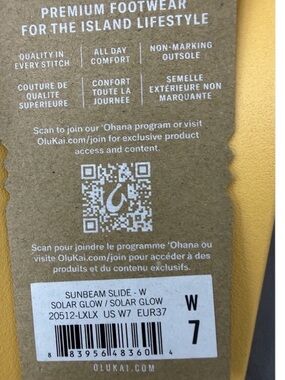 PREMIUM FOOTWEAR
FOR THE ISLAND LIFESTYLE
QUALITY IN
EVERY STITCH
ALL DAY
COMFORT
NON-MARKING
OUTSOLE
COUTURE DE
QUALITE
SUPERIEURE
CONFORT
TOUTE LA
JOURNÉE
SEMELLE
EXTÉRIEURE NON
MARQUANTE
Scan to join our 'Ohana program or visit
OluKai.com/join for exclusive product
access and content.
Scan pour joindre le programme 'Ohana ou
visite OluKai.com/join pour accéder à des
produits et du contenu exclusifs.
SUNBEAM SLIDE - W
SOLAR GLOW / SOLAR GLOW
20512-LXLX US W7 EUR37
W
7
8 83956 48360 4
OLUKAI.COM